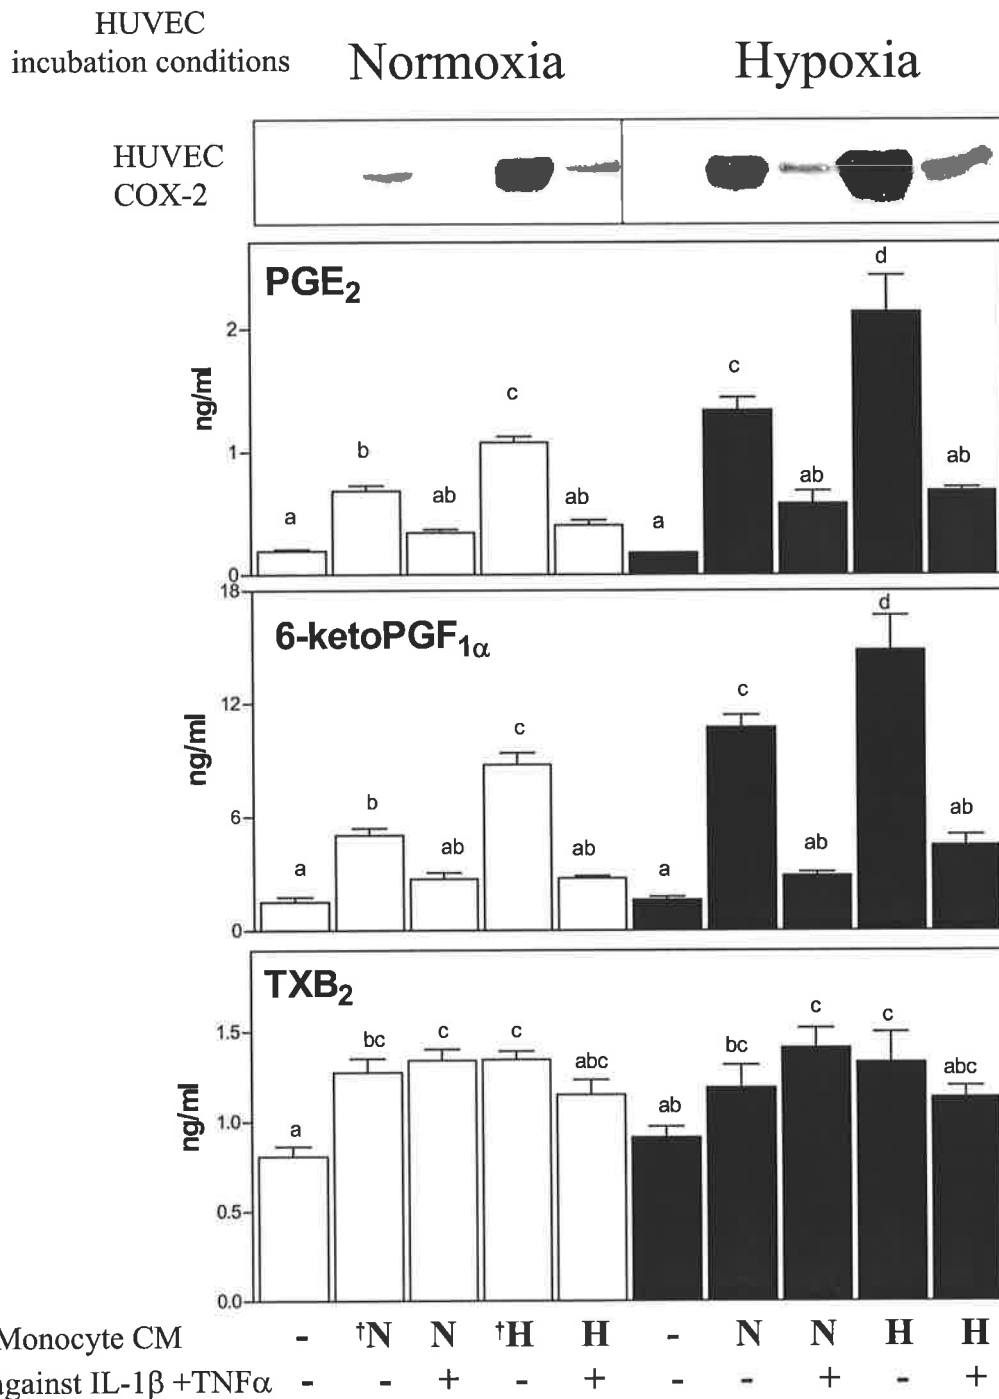 HUVEC
incubation conditions
Normoxia Hypoxia
HUVEC
COX-2
PGE2
ng/ml
2
1
0
a b ab c ab a c ab d ab
6-ketoPGF1α
ng/ml
18
12
6
0
a b ab c ab a c ab d ab
TXB2
ng/ml
1.5
1.0
0.5
0.0
a bc c c abc ab bc c c abc
Monocyte CM - †N N †H H - N N H H
against IL-1β +TNFα - - + - + - - + - +